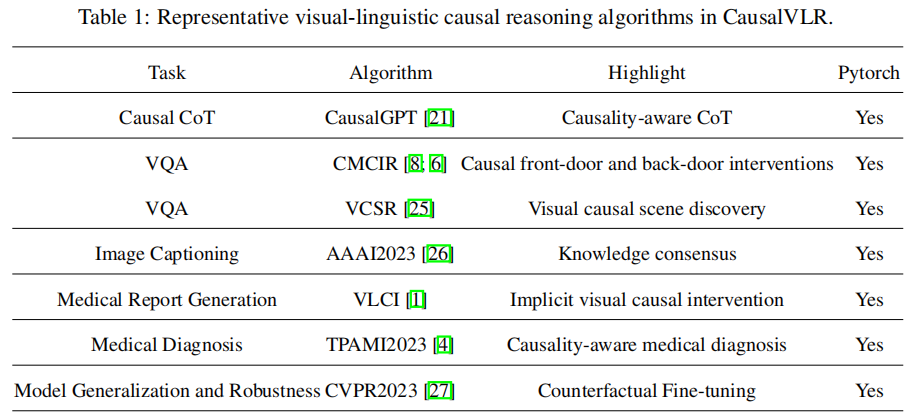 Table 1: Representative visual-linguistic causal reasoning algorithms in CausalVLR.
Task Algorithm Highlight Pytorch
Causal CoT CausalGPT [21] Causality-aware CoT Yes
VQA CMCIR [8; 6] Causal front-door and back-door interventions Yes
VQA VCSR [25] Visual causal scene discovery Yes
Image Captioning AAAI2023 [26] Knowledge consensus Yes
Medical Report Generation VLCI [1] Implicit visual causal intervention Yes
Medical Diagnosis TPAMI2023 [4] Causality-aware medical diagnosis Yes
Model Generalization and Robustness CVPR2023 [27] Counterfactual Fine-tuning Yes